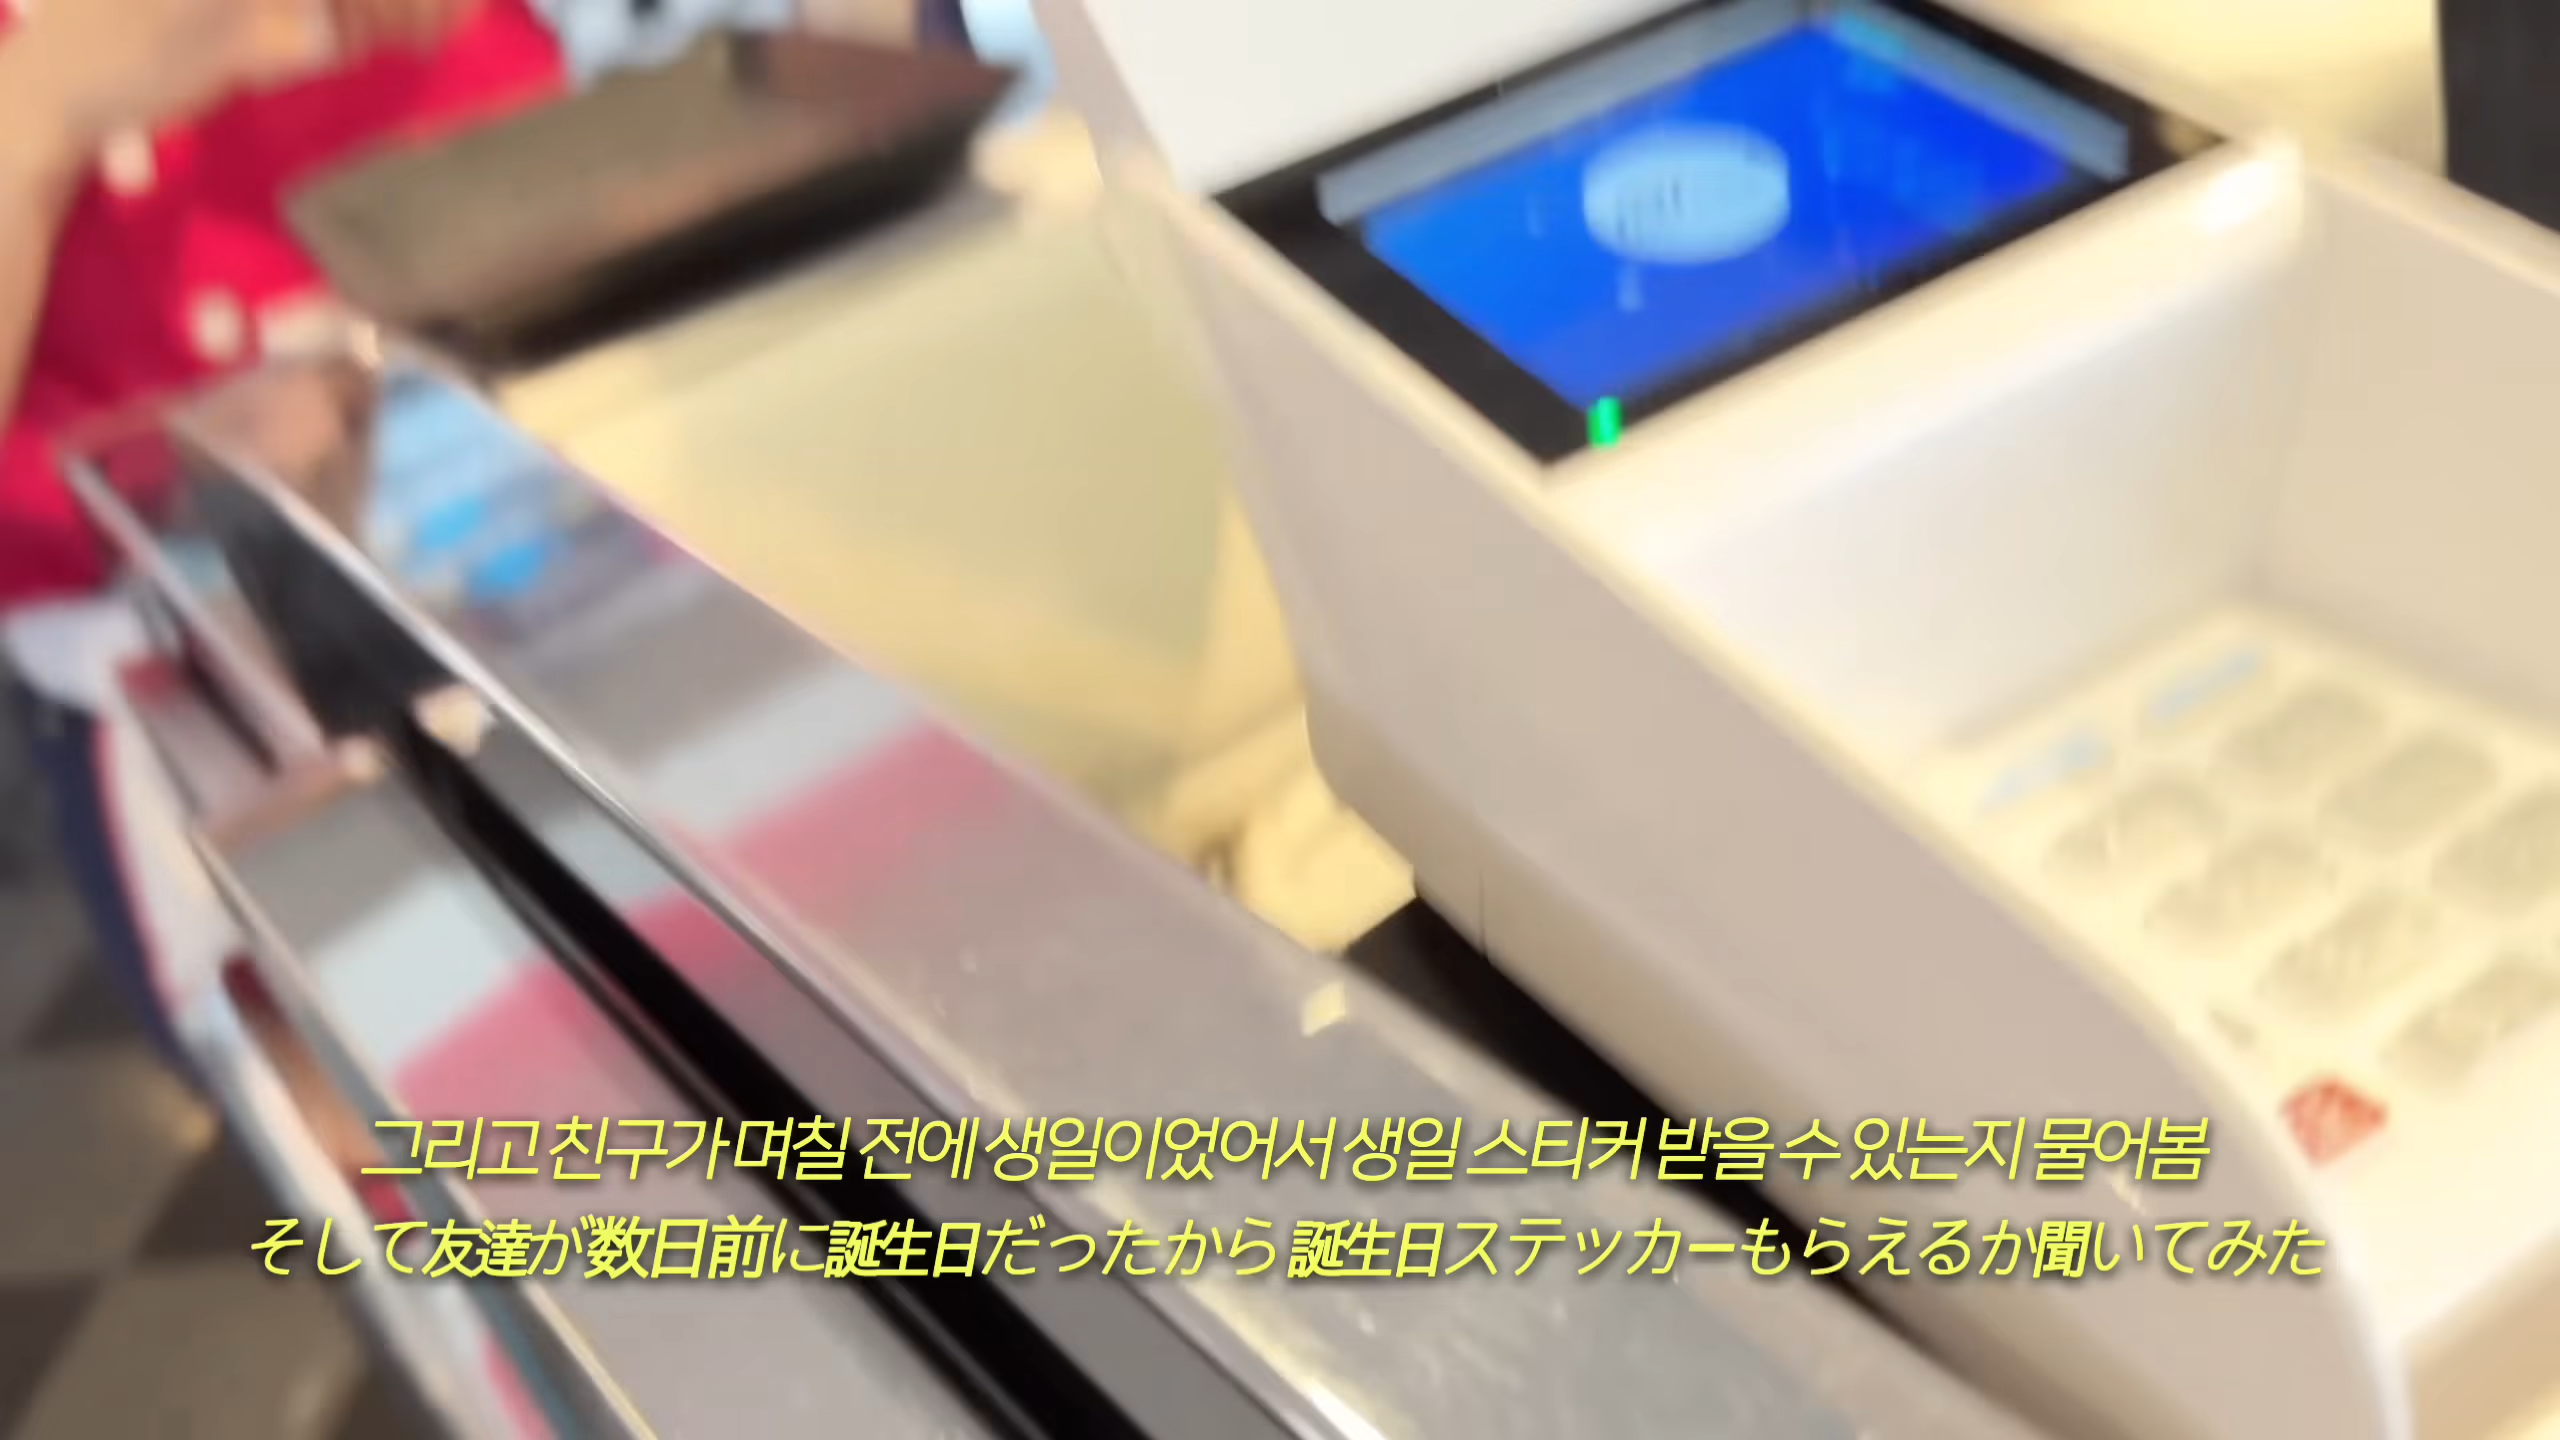 그리고 친구가 며칠 전에 생일이었어서 생일 스티커 받을 수 있는지 물어봄
そして友達が数日前に誕生日だったから 誕生日ステッカーもらえるか聞いてみた